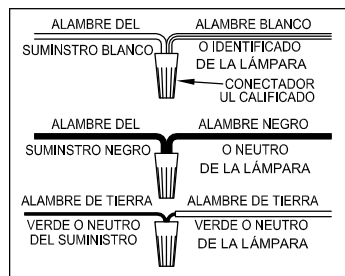 ALAMBRE DEL ALAMBRE BLANCO
SUMINSTRO BLANCO O IDENTIFICADO
DE LA LÁMPARA
CONECTADOR
UL CALIFICADO
ALAMBRE DEL ALAMBRE NEGRO
SUMINSTRO NEGRO O NEUTRO
DE LA LÁMPARA
ALAMBRE DE TIERRA ALAMBRE DE TIERRA
VERDE O NEUTRO VERDE O NEUTRO
DEL SUMINISTRO DE LA LÁMPARA